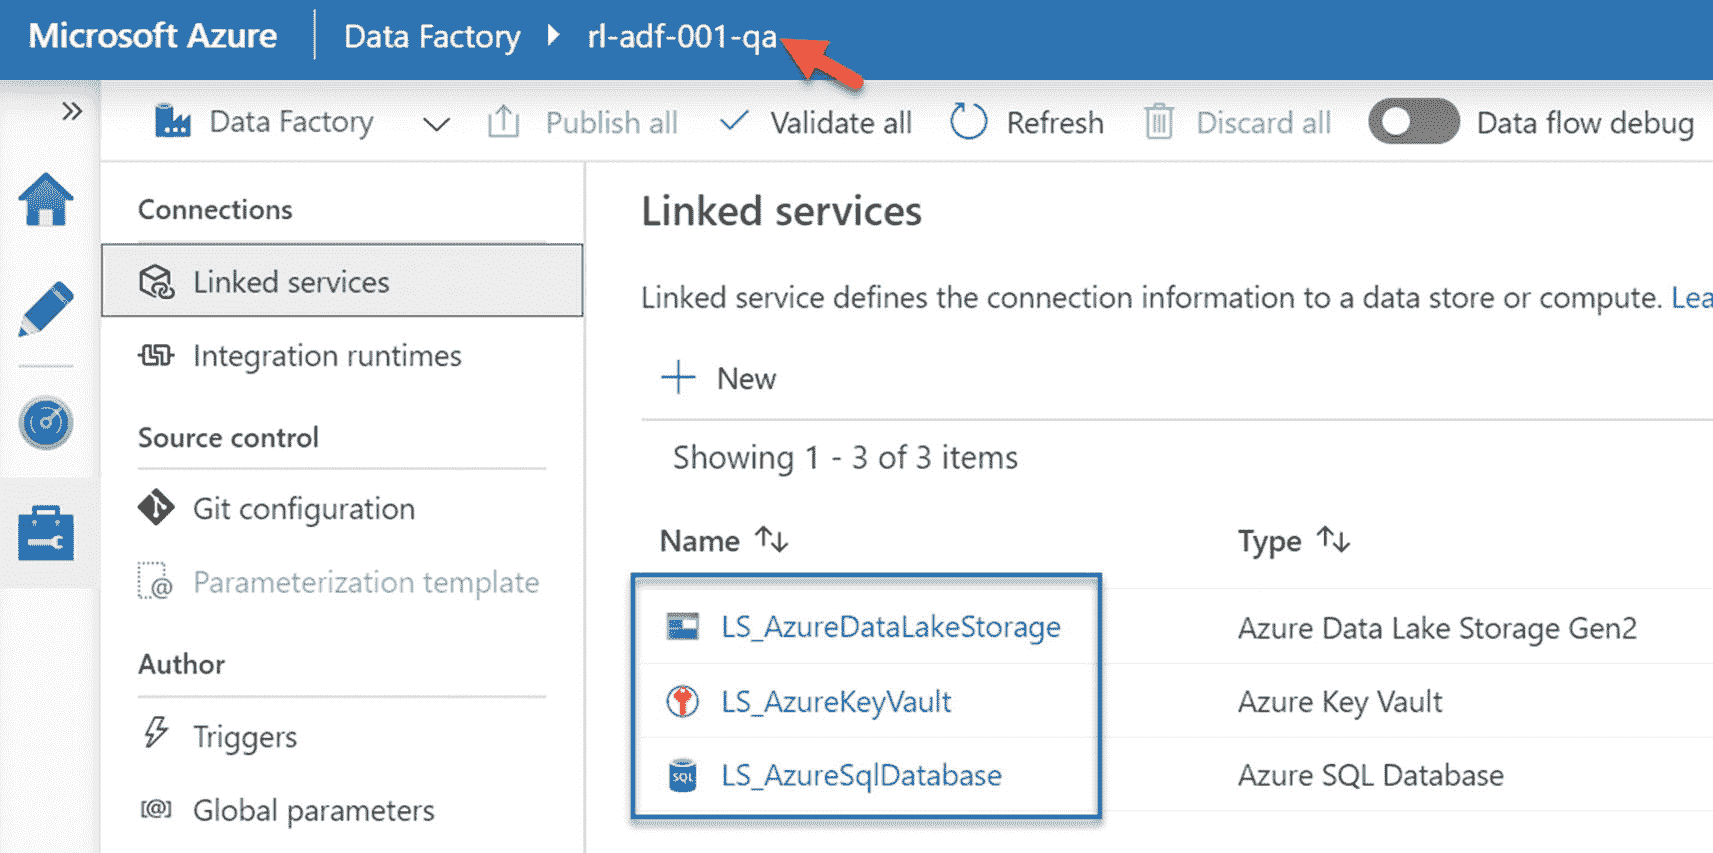 Microsoft Azure Data Factory rl-adf-001-qa
Data Factory Publish all Validate all Refresh Discard all Data flow debug
Connections
Linked services
Integration runtimes
Source control
Git configuration
Parameterization template
Author
Triggers
Global parameters
Linked services
Linked service defines the connection information to a data store or compute. Lea
New
Showing 1 - 3 of 3 items
Name Type
LS_AzureDataLakeStorage Azure Data Lake Storage Gen2
LS_AzureKeyVault Azure Key Vault
SQL LS_AzureSqlDatabase Azure SQL Database